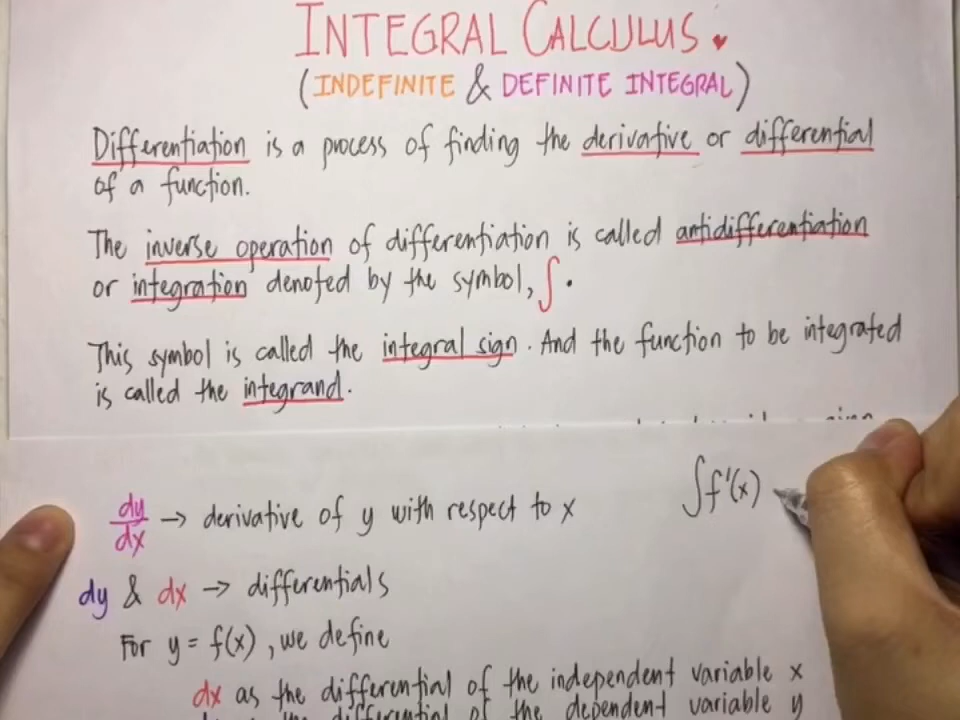 INTEGRAL CALCULUS.
(INDEFINITE & DEFINITE INTEGRAL)
Differentiation is a process of finding the derivative or differential
of a function.
The inverse operation of differentiation is called antidifferentiation
or integration denoted by the symbol, ∫.
This symbol is called the integral sign. And the function to be integrated
is called the integrand.
∫f'(x)
dy/dx → derivative of y with respect to x
dy & dx → differentials
For y = f(x), we define
dx as the differential of the independent variable x
the differential of the dependent variable y